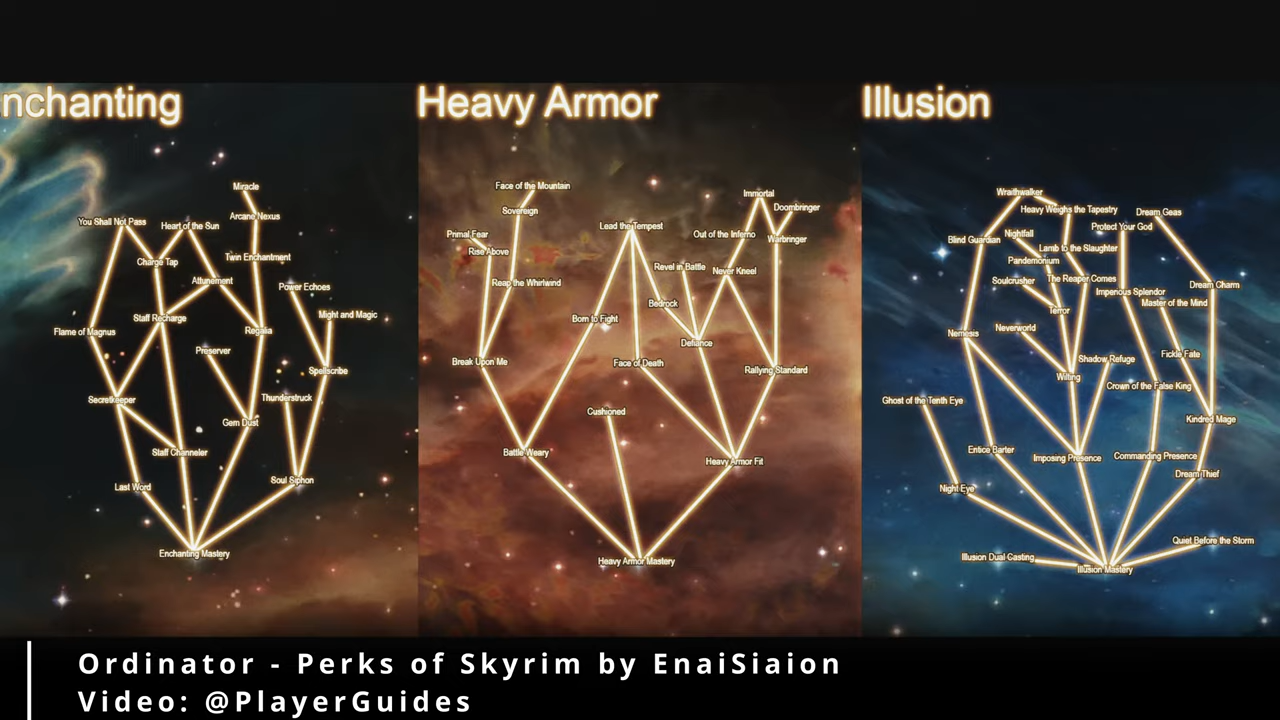 nchanting
Miracle
Arcane Nexus
You Shall Not Pass
Heart of the Sun
Twin Enchantment
Charge Tap
Attunement
Power Echoes
Might and Magic
Staff Recharge
Flame of Magnus
Regalia
Preserver
Spellscribe
Thunderstruck
Secretkeeper
Gem Dust
Staff Channeler
Soul Siphon
Last Word
Enchanting Mastery
Heavy Armor
Face of the Mountain
Immortal
Sovereign
Doombringer
Lead the Tempest
Primal Fear
Out of the Inferno
Warbringer
Rise Above
Revel in Battle
Never Kneel
Reap the Whirlwind
Bedrock
Born to Fight
Defiance
Break Upon Me
Face of Death
Rallying Standard
Cushioned
Battle Weary
Heavy Armor Fit
Heavy Armor Mastery
Illusion
Wraithwalker
Heavy Weighs the Tapestry
Dream Geas
Protect Your God
Nightfall
Blind Guardian
Lamb to the Slaughter
Pandemonium
Soulcrusher
The Reaper Comes
Dream Charm
Imperious Splendor
Master of the Mind
Terror
Neverworld
Nemesis
Fickle Fate
Shadow Refuge
Wilting
Crown of the False King
Ghost of the Tenth Eye
Kindred Mage
Entice Barter
Imposing Presence
Commanding Presence
Dream Thief
Night Eye
Quiet Before the Storm
Illusion Dual Casting
Illusion Mastery
Ordinator - Perks of Skyrim by EnaiSiaion
Video: @PlayerGuides